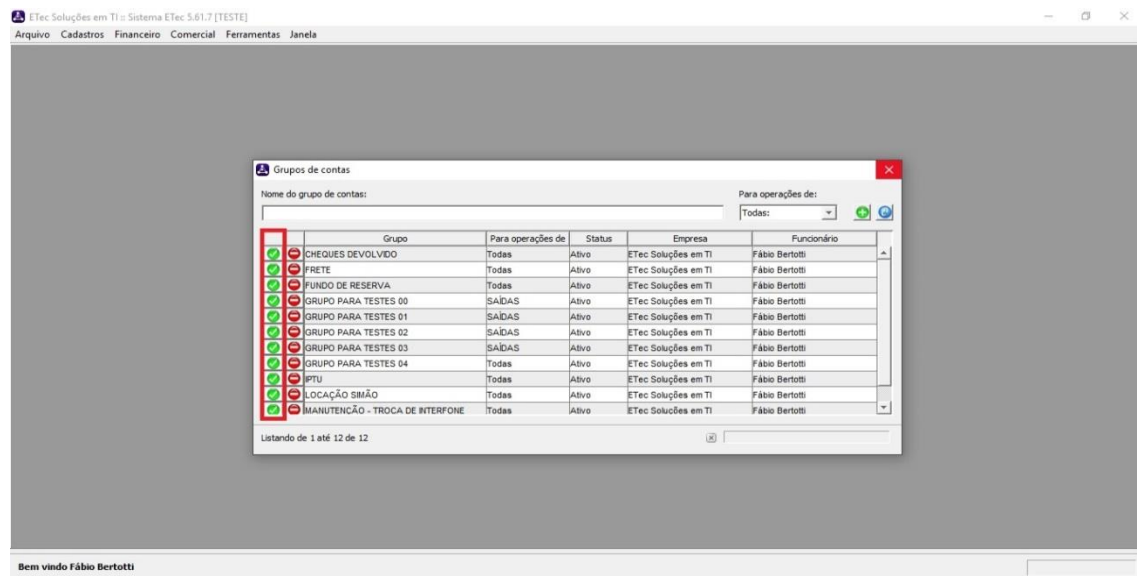 ETec Soluções em TI :: Sistema ETec 5.61.7 [TESTE]
Arquivo Cadastros Financeiro Comercial Ferramentas Janela
Grupos de contas
Nome do grupo de contas: Para operações de:
Todas:
Grupo Para operações de Status Empresa Funcionário
CHEQUES DEVOLVIDO Todas Ativo ETec Soluções em TI Fábio Bertotti
FRETE Todas Ativo ETec Soluções em TI Fábio Bertotti
FUNDO DE RESERVA Todas Ativo ETec Soluções em TI Fábio Bertotti
GRUPO PARA TESTES 00 SAÍDAS Ativo ETec Soluções em TI Fábio Bertotti
GRUPO PARA TESTES 01 SAÍDAS Ativo ETec Soluções em TI Fábio Bertotti
GRUPO PARA TESTES 02 SAÍDAS Ativo ETec Soluções em TI Fábio Bertotti
GRUPO PARA TESTES 03 SAÍDAS Ativo ETec Soluções em TI Fábio Bertotti
GRUPO PARA TESTES 04 Todas Ativo ETec Soluções em TI Fábio Bertotti
IPTU Todas Ativo ETec Soluções em TI Fábio Bertotti
LOCAÇÃO SIMÃO Todas Ativo ETec Soluções em TI Fábio Bertotti
MANUTENÇÃO - TROCA DE INTERFONE Todas Ativo ETec Soluções em TI Fábio Bertotti
Listando de 1 até 12 de 12
Bem vindo Fábio Bertotti